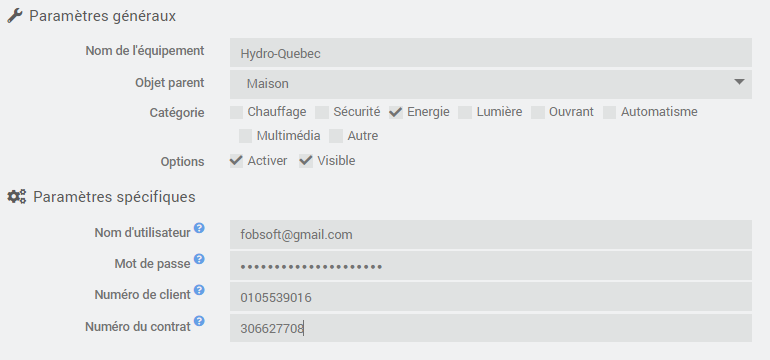 Paramètres généraux
Nom de l'équipement Hydro-Quebec
Objet parent Maison
Catégorie Chauffage Sécurité Energie Lumière Ouvrant Automatisme
Multimédia Autre
Options Activer Visible
Paramètres spécifiques
Nom d'utilisateur ? fobsoft@gmail.com
Mot de passe ? •••••••••••••••••••••
Numéro de client ? 0105539016
Numéro du contrat ? 306627708